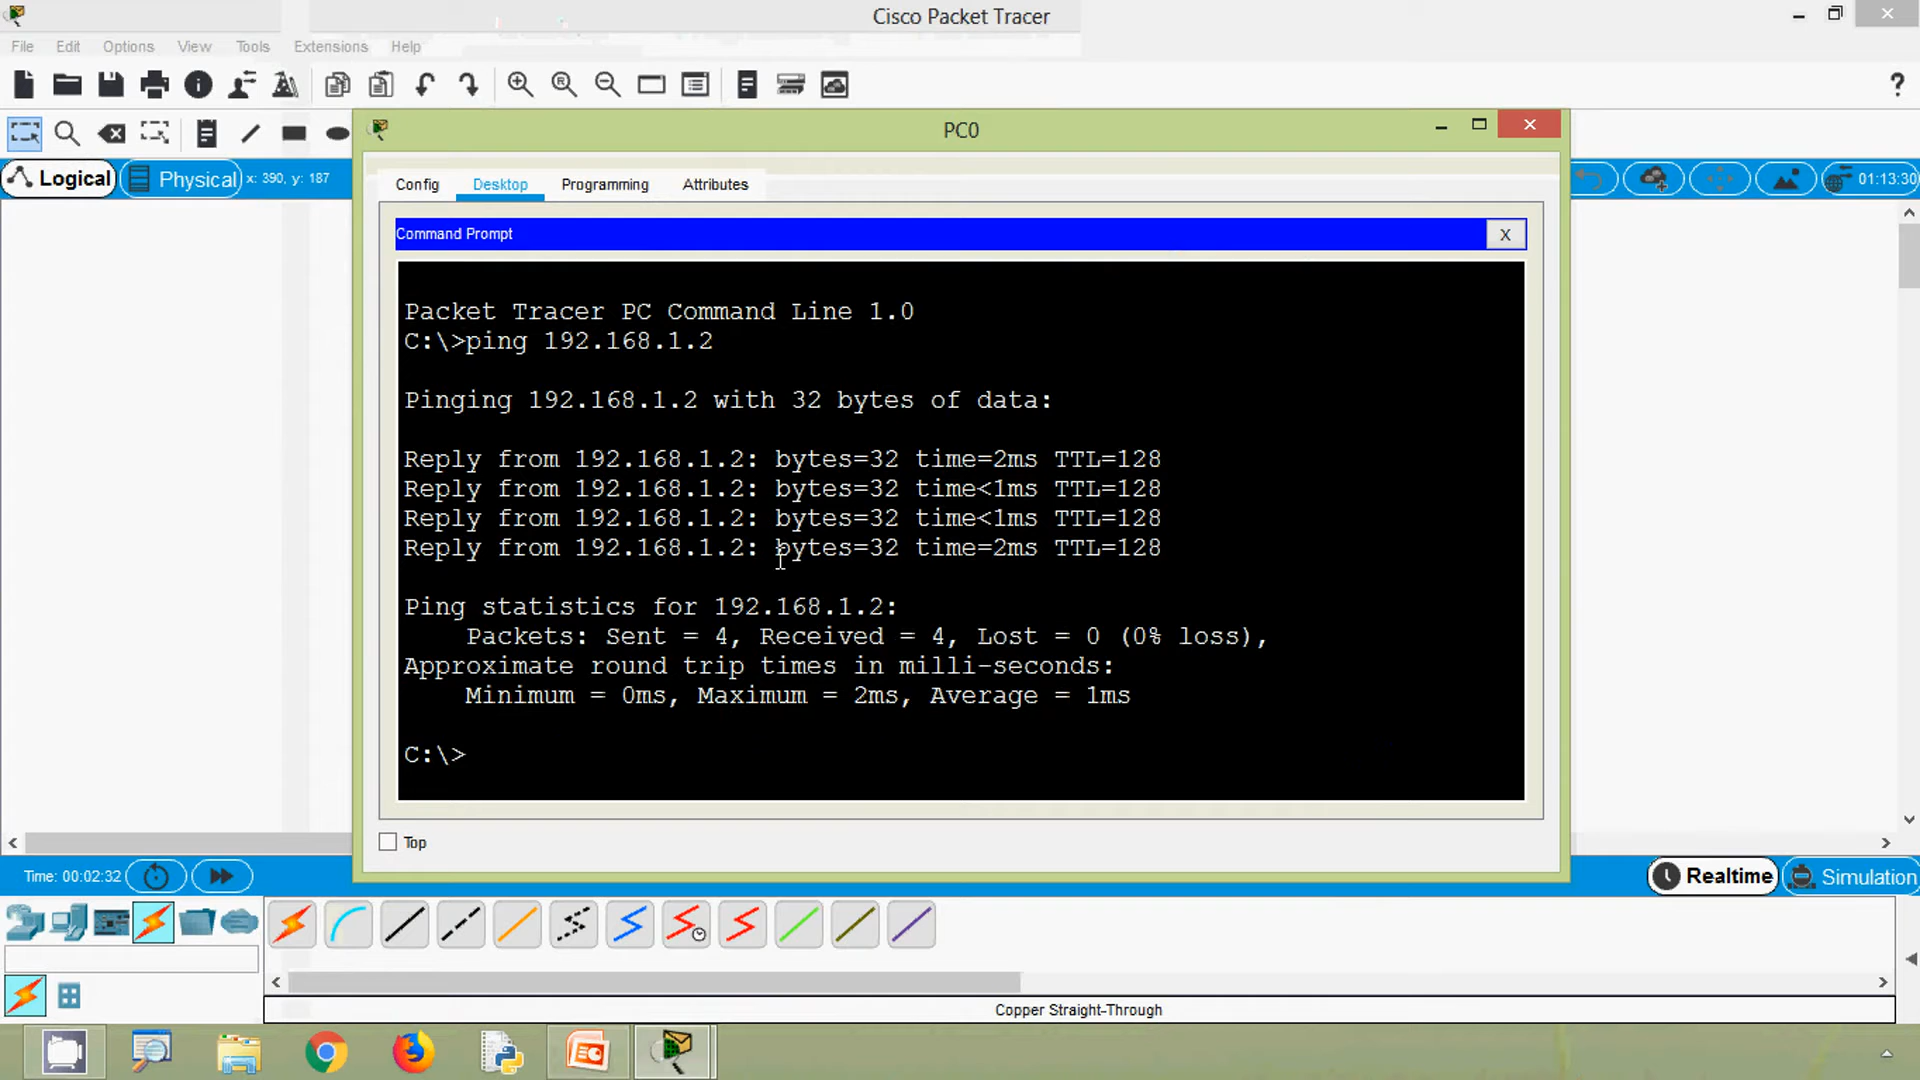 Cisco Packet Tracer
File Edit Options View Tools Extensions Help
PC0
Logical Physical x: 390, y: 187
01:13:30
Config Desktop Programming Attributes
Command Prompt X
Packet Tracer PC Command Line 1.0
C:\>ping 192.168.1.2
Pinging 192.168.1.2 with 32 bytes of data:
Reply from 192.168.1.2: bytes=32 time=2ms TTL=128
Reply from 192.168.1.2: bytes=32 time<1ms TTL=128
Reply from 192.168.1.2: bytes=32 time<1ms TTL=128
Reply from 192.168.1.2: bytes=32 time=2ms TTL=128
Ping statistics for 192.168.1.2:
Packets: Sent = 4, Received = 4, Lost = 0 (0% loss),
Approximate round trip times in milli-seconds:
Minimum = 0ms, Maximum = 2ms, Average = 1ms
C:\>
Top
Time: 00:02:32
Realtime Simulation
Copper Straight-Through